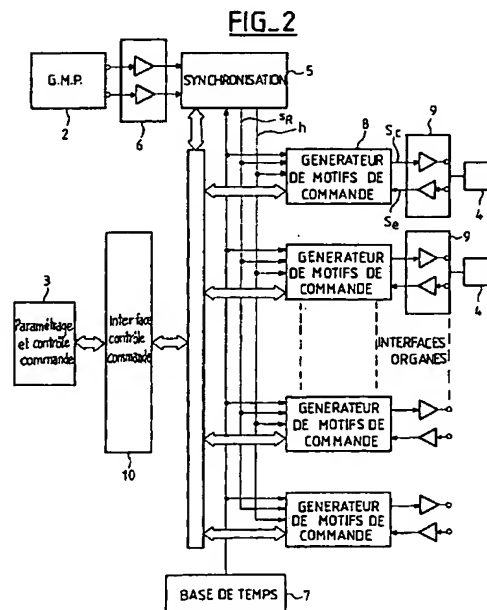 FIG_2
G.M.P.
2
6
SYNCHRONISATION
5
SR
h
8
Sc
9
GENERATEUR
DE MOTIFS DE
COMMANDE
Se
4
9
GENERATEUR
DE MOTIFS DE
COMMANDE
4
3
Paramétrage
et contrôle
commande
Interface
contrôle
commande
10
INTERFACES
ORGANES
GENERATEUR
DE MOTIFS DE
COMMANDE
GENERATEUR
DE MOTIFS DE
COMMANDE
BASE DE TEMPS
7